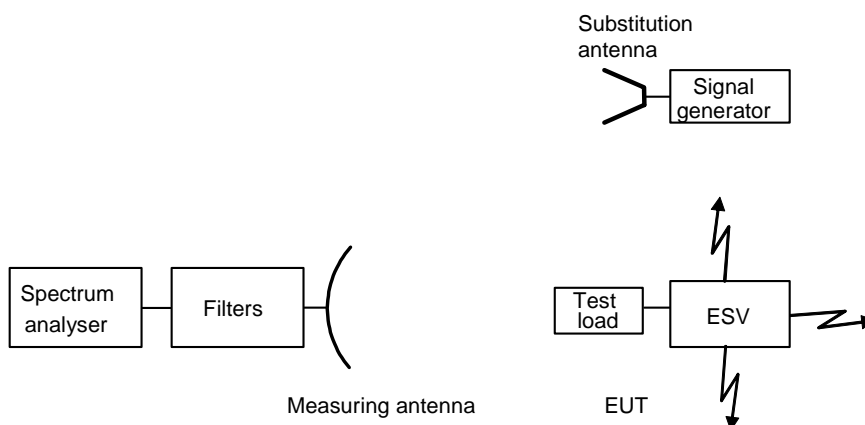 Substitution
antenna
Signal
generator
Spectrum
analyser
Filters
Test
load
ESV
Measuring antenna
EUT